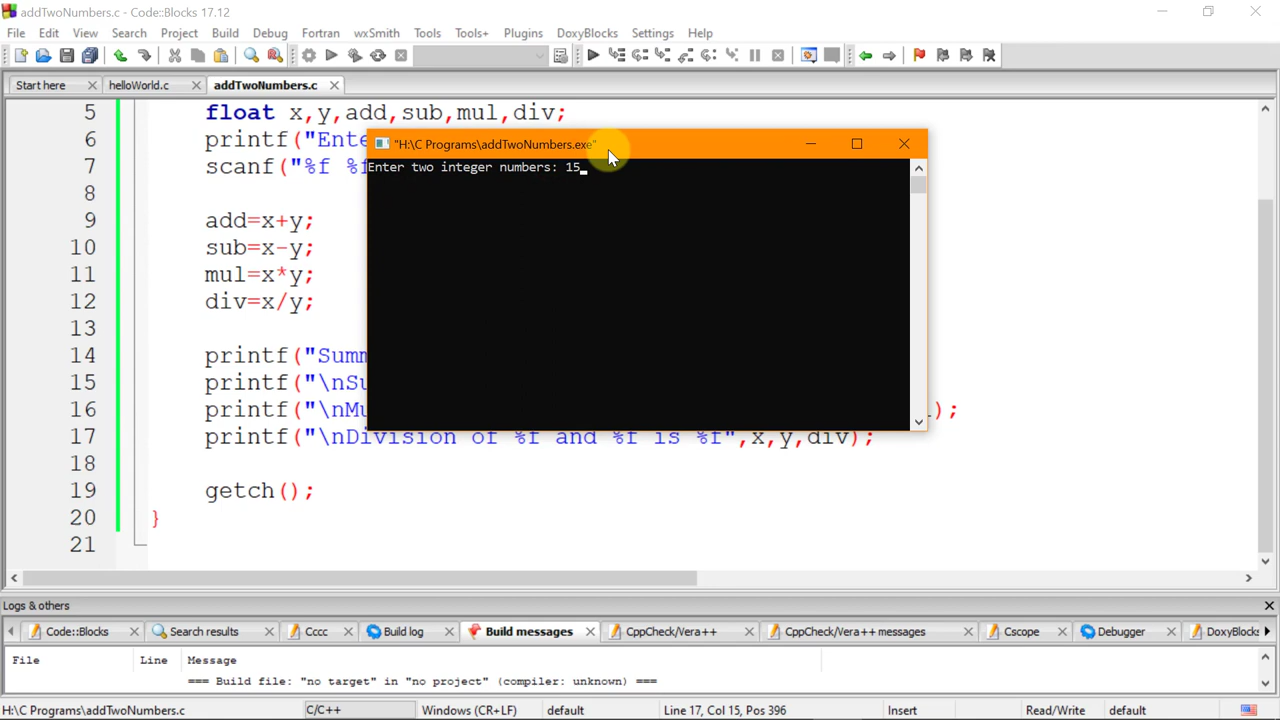 addTwoNumbers.c - Code::Blocks 17.12
File Edit View Search Project Build Debug Fortran wxSmith Tools Tools+ Plugins DoxyBlocks Settings Help
Start here helloWorld.c addTwoNumbers.c
5 float x,y,add,sub,mul,div;
6 printf("Ente
7 scanf("%f %f
8
9 add=x+y;
10 sub=x-y;
11 mul=x*y;
12 div=x/y;
13
14 printf("Summ
15 printf("\nSu
16 printf("\nMu );
17 printf("\nDivision of %f and %f is %f",x,y,div);
18
19 getch();
20 }
21
"H:\C Programs\addTwoNumbers.exe"
Enter two integer numbers: 15
Logs & others
Code::Blocks Search results Cccc Build log Build messages CppCheck/Vera++ CppCheck/Vera++ messages Cscope Debugger DoxyBlocks
File Line Message
=== Build file: "no target" in "no project" (compiler: unknown) ===
H:\C Programs\addTwoNumbers.c C/C++ Windows (CR+LF) default Line 17, Col 15, Pos 396 Insert Read/Write default